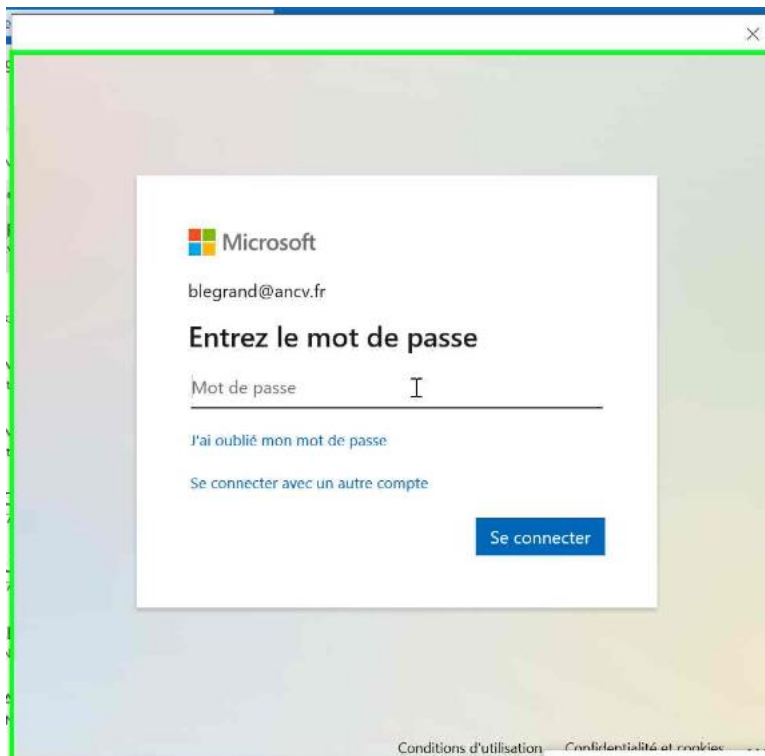 Microsoft
blegrand@ancv.fr
Entrez le mot de passe
Mot de passe
J'ai oublié mon mot de passe
Se connecter avec un autre compte
Se connecter
Conditions d'utilisation Confidentialité et cookies ...